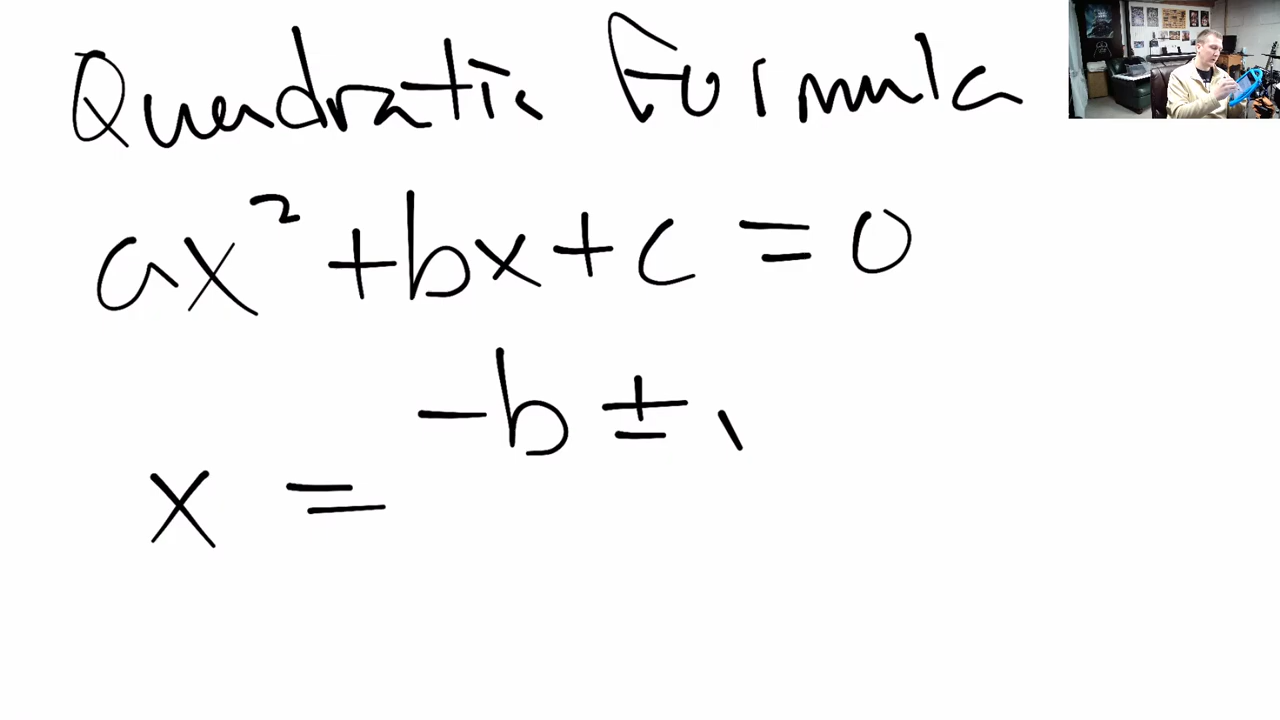 Quadratic Formula
ax² + bx + c = 0
-b ±
x =